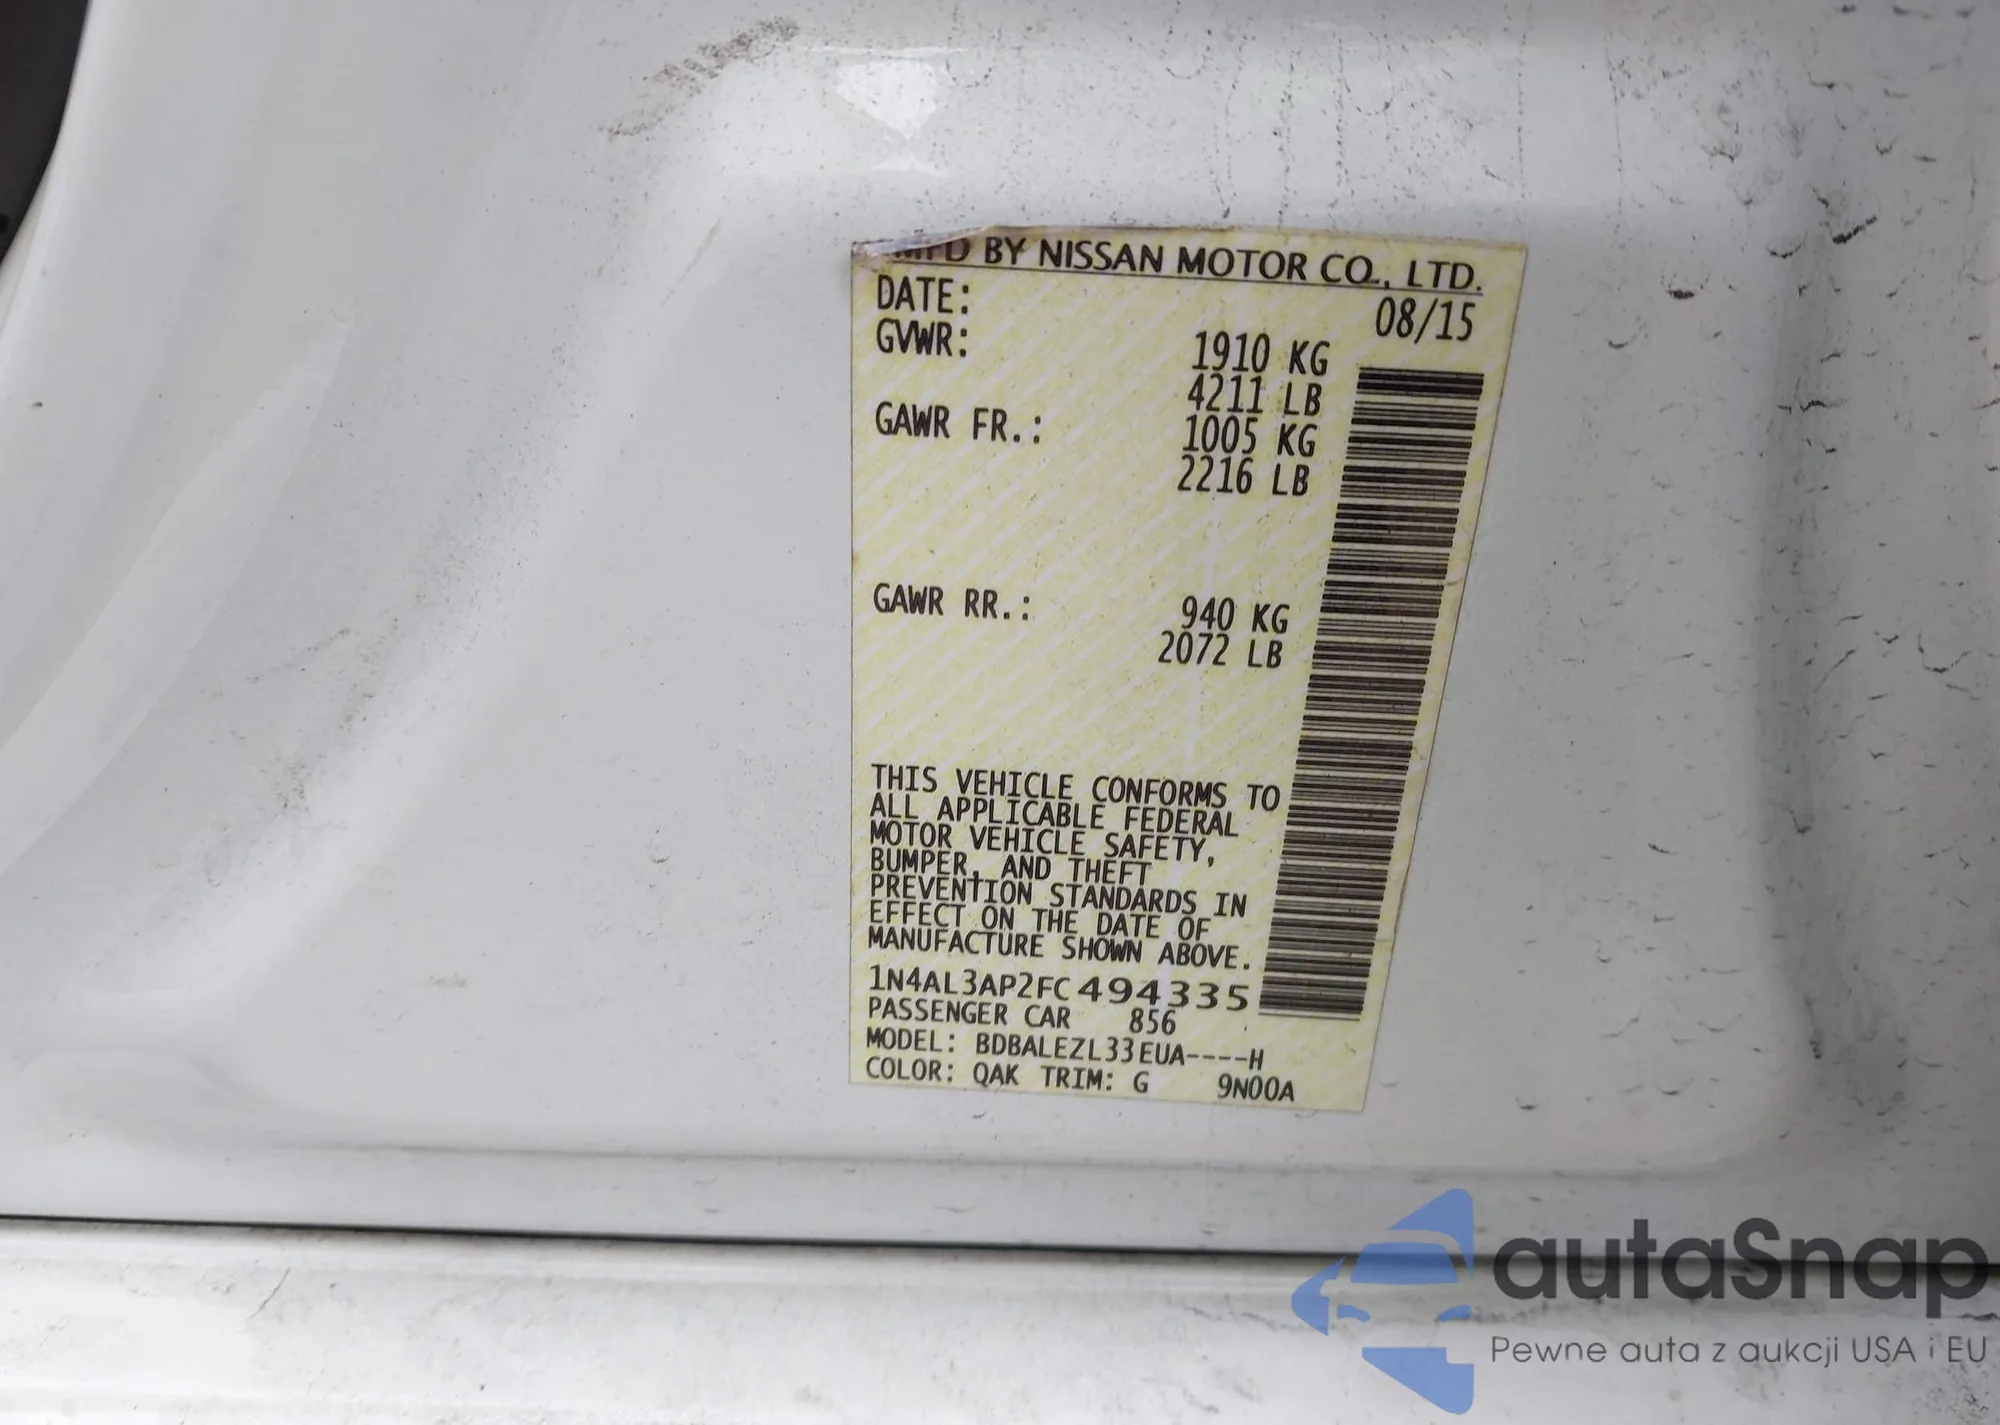 MFD BY NISSAN MOTOR CO., LTD.
DATE: 08/15
GVWR: 1910 KG
4211 LB
GAWR FR.: 1005 KG
2216 LB
GAWR RR.: 940 KG
2072 LB
THIS VEHICLE CONFORMS TO
ALL APPLICABLE FEDERAL
MOTOR VEHICLE SAFETY,
BUMPER, AND THEFT
PREVENTION STANDARDS IN
EFFECT ON THE DATE OF
MANUFACTURE SHOWN ABOVE.
1N4AL3AP2FC494335
PASSENGER CAR 856
MODEL: BDBALEZL33EUA----H
COLOR: QAK TRIM: G 9N00A
autaSnap
Pewne auta z aukcji USA i EU